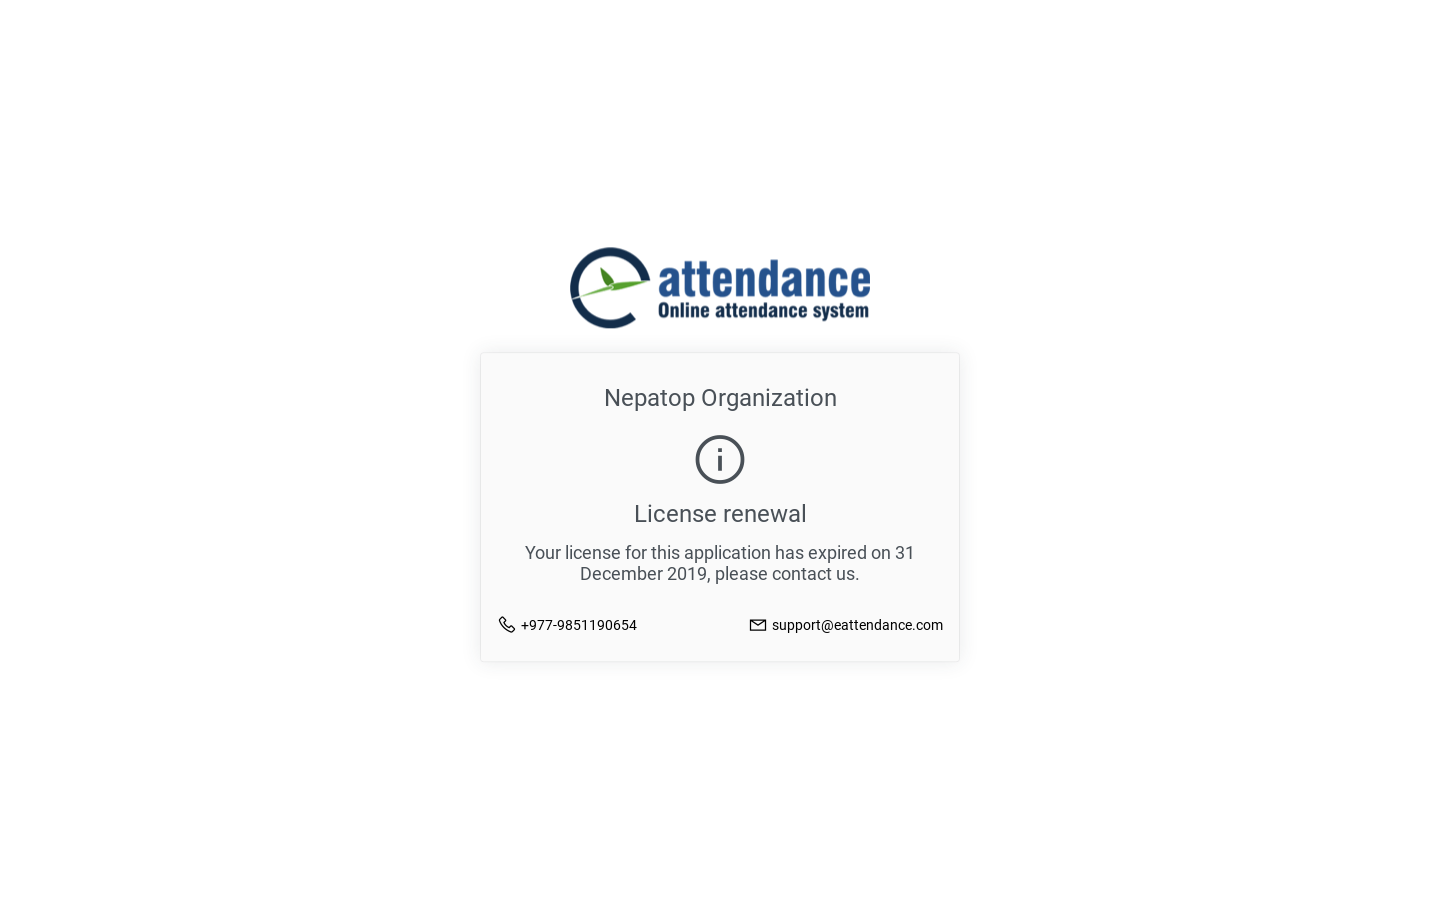 attendance
Online attendance system
Nepatop Organization
License renewal
Your license for this application has expired on 31
December 2019, please contact us.
+977-9851190654
support@eattendance.com